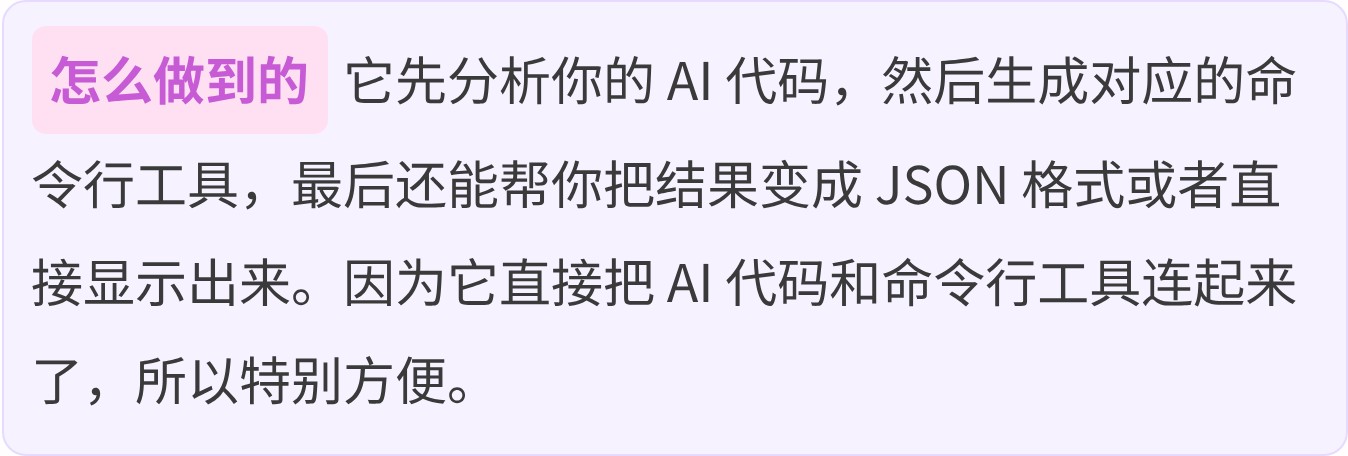 怎么做到的 它先分析你的 AI 代码，然后生成对应的命
令行工具，最后还能帮你把结果变成 JSON 格式或者直
接显示出来。因为它直接把 AI 代码和命令行工具连起来
了，所以特别方便。